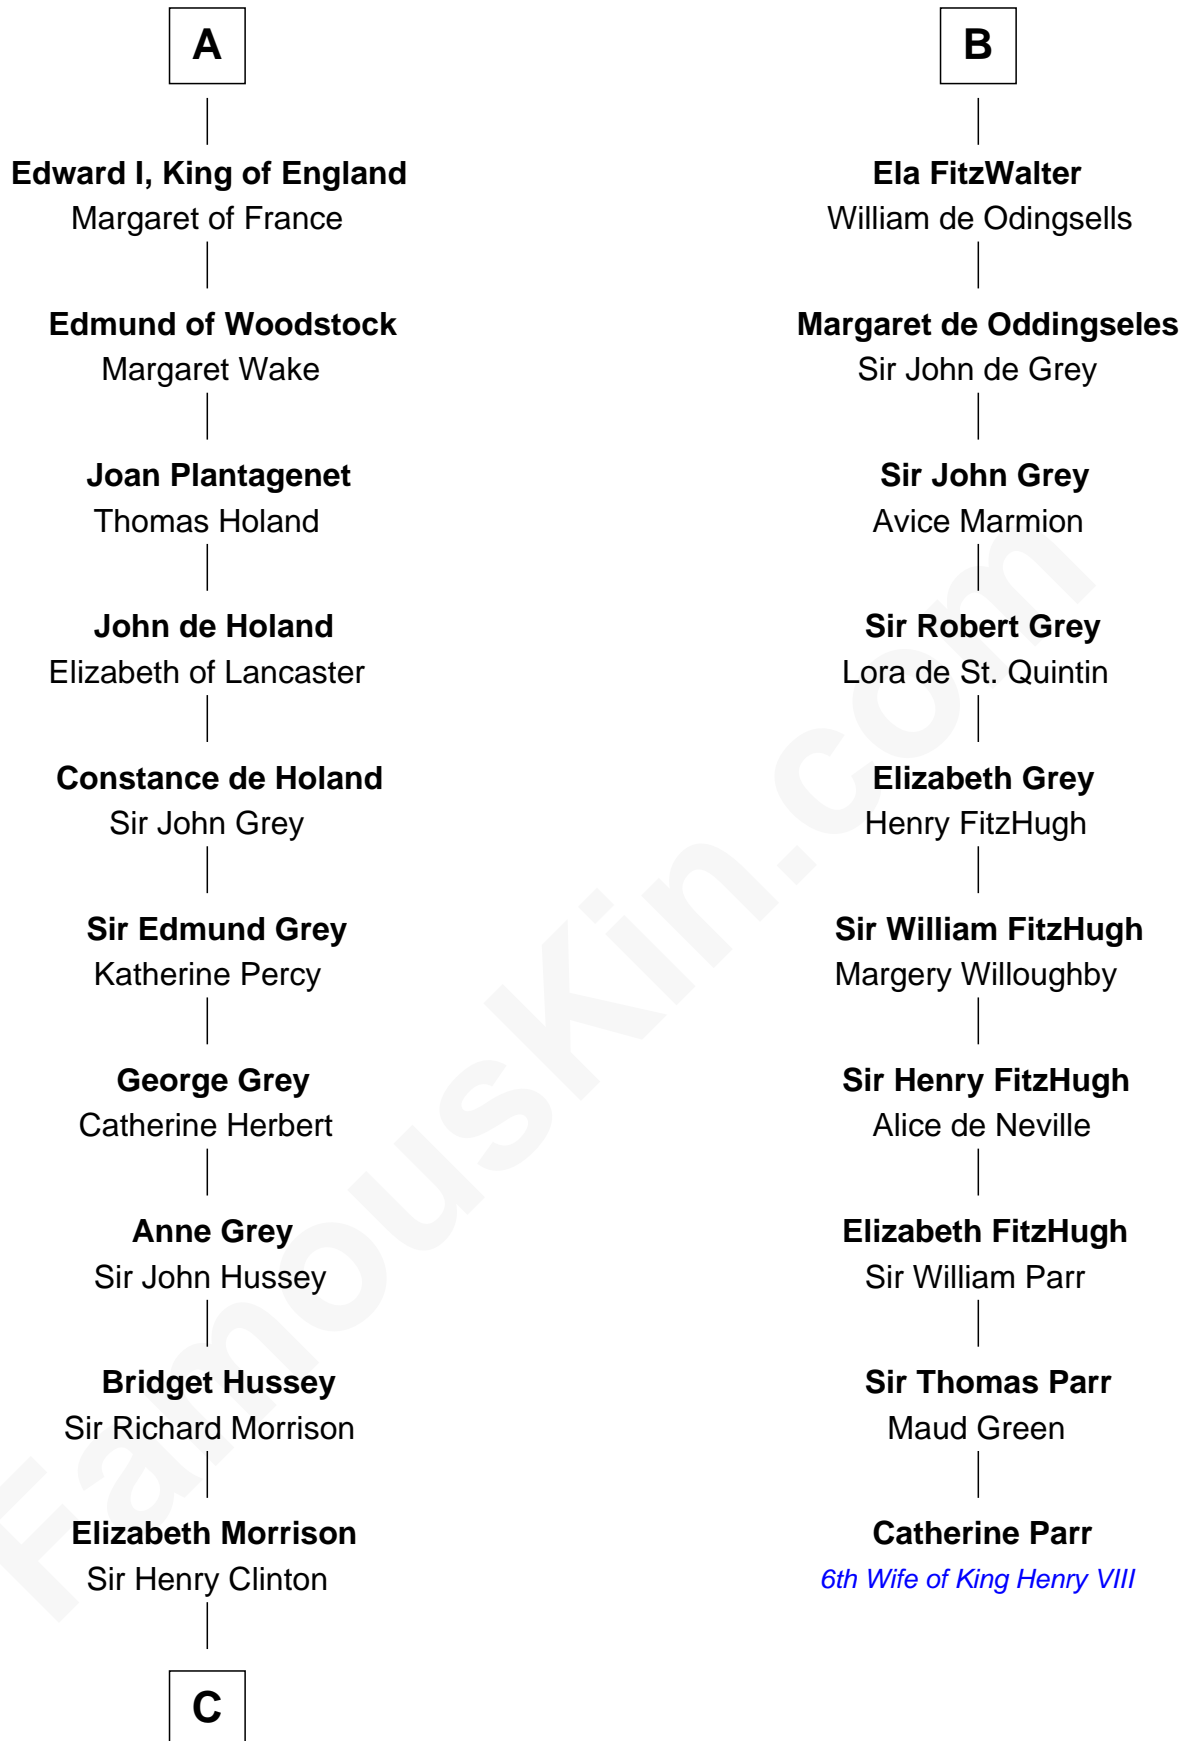 A
Edward I, King of England
Margaret of France
Edmund of Woodstock
Margaret Wake
Joan Plantagenet
Thomas Holand
John de Holand
Elizabeth of Lancaster
Constance de Holand
Sir John Grey
Sir Edmund Grey
Katherine Percy
George Grey
Catherine Herbert
Anne Grey
Sir John Hussey
Bridget Hussey
Sir Richard Morrison
Elizabeth Morrison
Sir Henry Clinton
C
B
Ela FitzWalter
William de Odingsells
Margaret de Oddingseles
Sir John de Grey
Sir John Grey
Avice Marmion
Sir Robert Grey
Lora de St. Quintin
Elizabeth Grey
Henry FitzHugh
Sir William FitzHugh
Margery Willoughby
Sir Henry FitzHugh
Alice de Neville
Elizabeth FitzHugh
Sir William Parr
Sir Thomas Parr
Maud Green
Catherine Parr
6th Wife of King Henry VIII
FamousKin.com